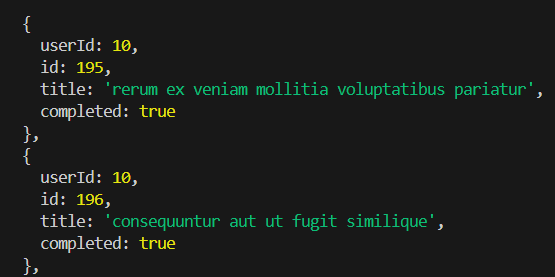 {
userId: 10,
id: 195,
title: 'rerum ex veniam mollitia voluptatibus pariatur',
completed: true
},
{
userId: 10,
id: 196,
title: 'consequuntur aut ut fugit similique',
completed: true
},